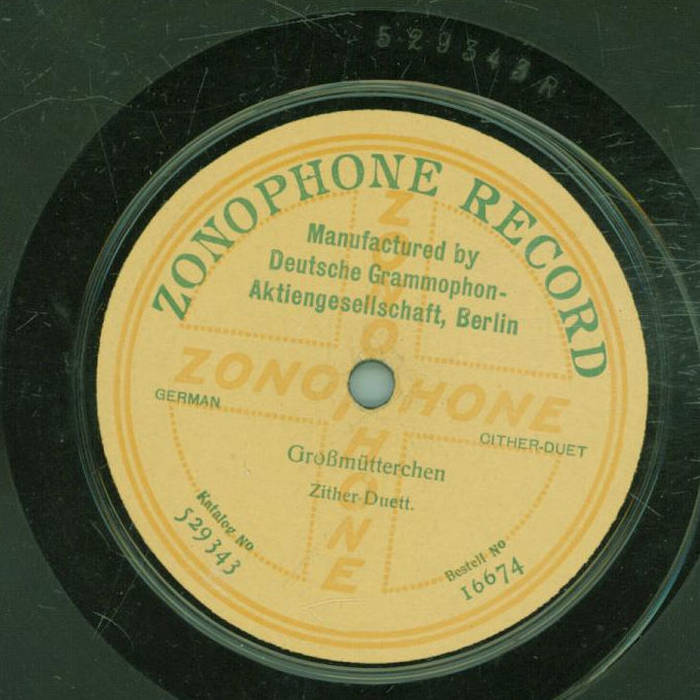 529343R
ZONOPHONE RECORD
Manufactured by
Deutsche Grammophon-
Aktiengesellschaft, Berlin
ZONOPHONE
ZONOPHONE
GERMAN
CITHER-DUET
Großmütterchen
Zither-Duett.
Katalog No
529343
Bestell No
16674